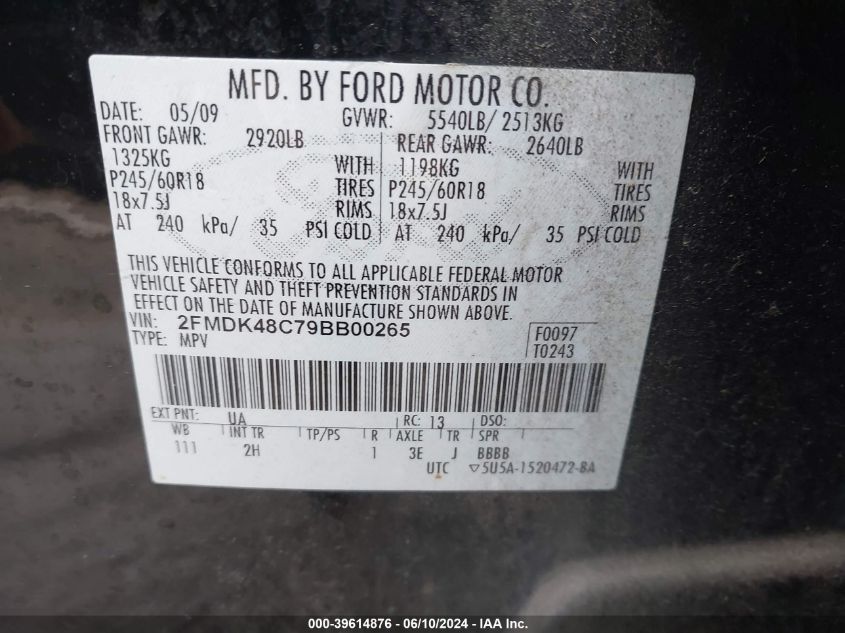 MFD. BY FORD MOTOR CO.
DATE: 05/09 GVWR: 5540LB/ 2513KG
FRONT GAWR: 2920LB REAR GAWR: 2640LB
1325KG WITH 1198KG WITH
P245/60R18 TIRES P245/60R18 TIRES
18x7.5J RIMS 18x7.5J RIMS
AT 240 kPa/ 35 PSI COLD AT 240 kPa/ 35 PSI COLD
THIS VEHICLE CONFORMS TO ALL APPLICABLE FEDERAL MOTOR
VEHICLE SAFETY AND THEFT PREVENTION STANDARDS IN
EFFECT ON THE DATE OF MANUFACTURE SHOWN ABOVE.
VIN: 2FMDK48C79BB00265 F0097
TYPE: MPV T0243
EXT PNT: UA RC: 13 DSO:
WB INT TR TP/PS R AXLE TR SPR
111 2H 1 3E J BBBB
UTC ▽5U5A-1520472-BA
000-39614876 / 06/10/2024 - IAA Inc.